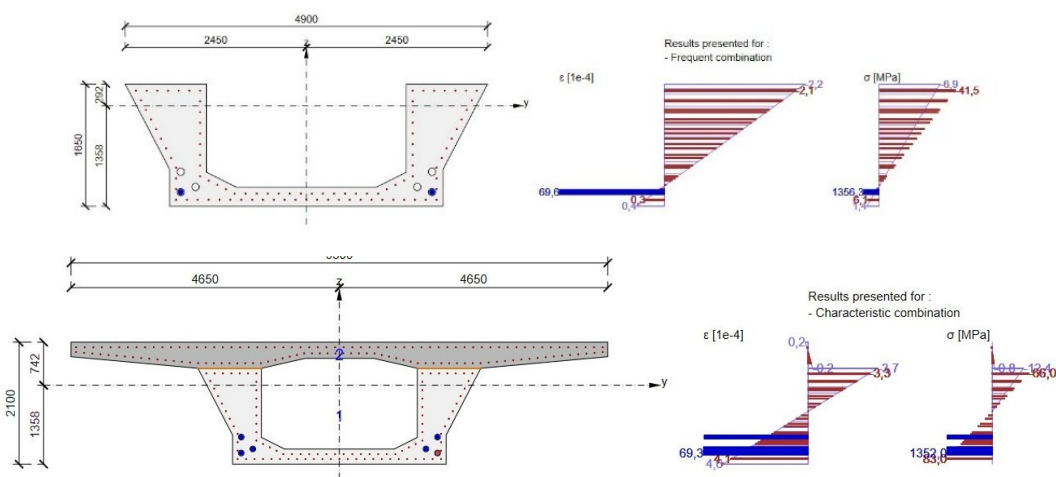 4900
2450
z
2450
292
1650
1358
y
Results presented for :
- Frequent combination
ε [1e-4]
σ [MPa]
-2,2
-2,1
69,6
0,3
0,4
-6,9
-41,5
1356,3
6,1
1,4
4650
z
4650
742
2100
1358
2
1
y
Results presented for :
- Characteristic combination
ε [1e-4]
σ [MPa]
0,2
-0,2
-3,7
-3,3
69,3
4,1
-0,8
-12,4
-66,0
1352,0
83,0